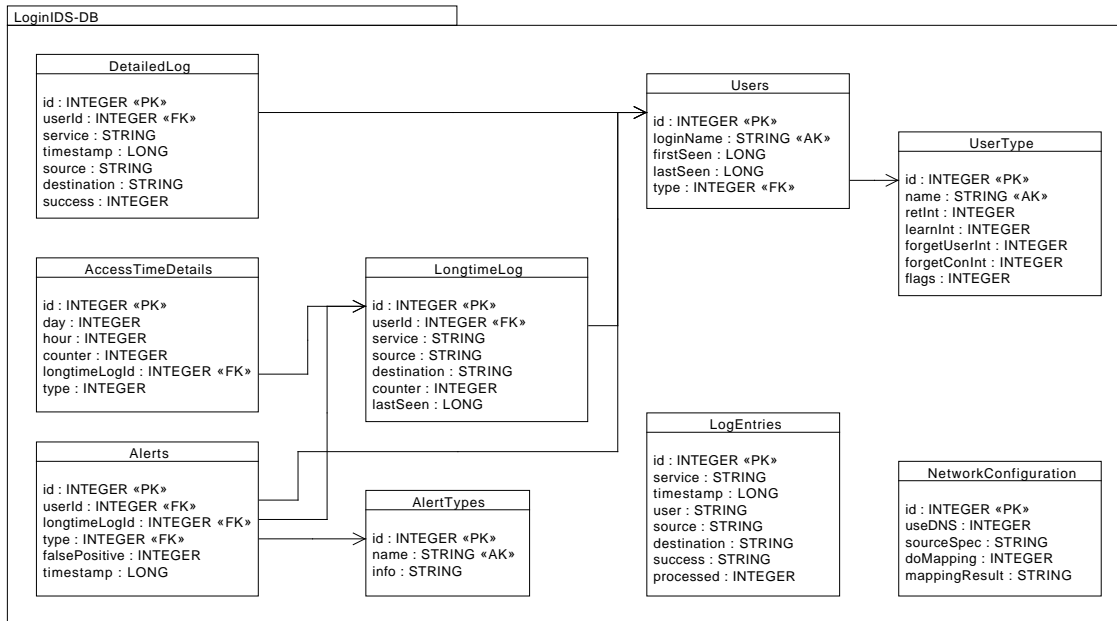 LoginIDS-DB
DetailedLog
id : INTEGER «PK»
userId : INTEGER «FK»
service : STRING
timestamp : LONG
source : STRING
destination : STRING
success : INTEGER
Users
id : INTEGER «PK»
loginName : STRING «AK»
firstSeen : LONG
lastSeen : LONG
type : INTEGER «FK»
UserType
id : INTEGER «PK»
name : STRING «AK»
retInt : INTEGER
learnInt : INTEGER
forgetUserInt : INTEGER
forgetConInt : INTEGER
flags : INTEGER
AccessTimeDetails
id : INTEGER «PK»
day : INTEGER
hour : INTEGER
counter : INTEGER
longtimeLogId : INTEGER «FK»
type : INTEGER
LongtimeLog
id : INTEGER «PK»
userId : INTEGER «FK»
service : STRING
source : STRING
destination : STRING
counter : INTEGER
lastSeen : LONG
Alerts
id : INTEGER «PK»
userId : INTEGER «FK»
longtimeLogId : INTEGER «FK»
type : INTEGER «FK»
falsePositive : INTEGER
timestamp : LONG
AlertTypes
id : INTEGER «PK»
name : STRING «AK»
info : STRING
LogEntries
id : INTEGER «PK»
service : STRING
timestamp : LONG
user : STRING
source : STRING
destination : STRING
success : STRING
processed : INTEGER
NetworkConfiguration
id : INTEGER «PK»
useDNS : INTEGER
sourceSpec : STRING
doMapping : INTEGER
mappingResult : STRING